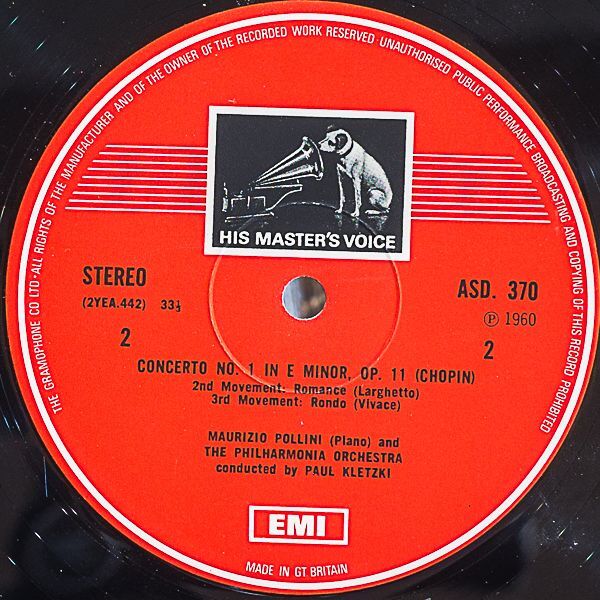 THE GRAMOPHONE CO LTD · ALL RIGHTS OF THE MANUFACTURER AND OF THE OWNER OF THE RECORDED WORK RESERVED · UNAUTHORISED PUBLIC PERFORMANCE BROADCASTING AND COPYING OF THIS RECORD PROHIBITED
HIS MASTER'S VOICE
STEREO
(2YEA.442) 33⅓
ASD. 370
℗ 1960
2
2
CONCERTO NO. 1 IN E MINOR, OP. 11 (CHOPIN)
2nd Movement: Romance (Larghetto)
3rd Movement: Rondo (Vivace)
MAURIZIO POLLINI (Piano) and
THE PHILHARMONIA ORCHESTRA
conducted by PAUL KLETZKI
EMI
MADE IN GT. BRITAIN